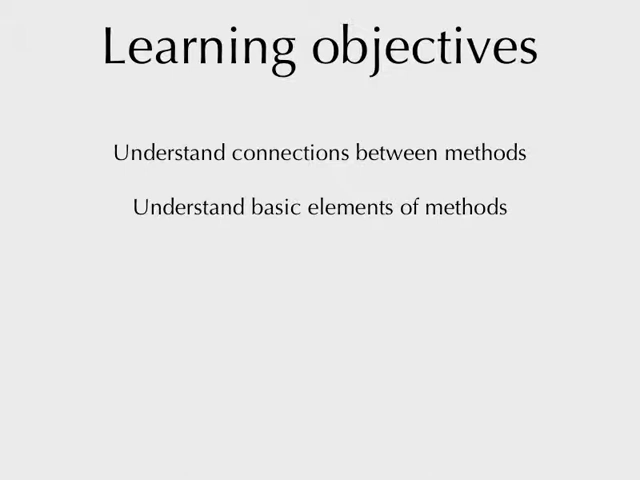 Learning objectives
Understand connections between methods
Understand basic elements of methods